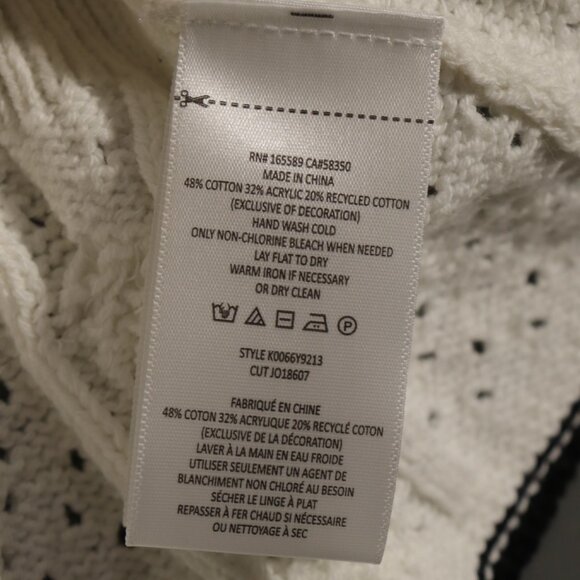 RN# 165589 CA#58350
MADE IN CHINA
48% COTTON 32% ACRYLIC 20% RECYCLED COTTON
(EXCLUSIVE OF DECORATION)
HAND WASH COLD
ONLY NON-CHLORINE BLEACH WHEN NEEDED
LAY FLAT TO DRY
WARM IRON IF NECESSARY
OR DRY CLEAN
P
STYLE K0066Y9213
CUT JO18607
FABRIQUÉ EN CHINE
48% COTON 32% ACRYLIQUE 20% RECYCLÉ COTON
(EXCLUSIVE DE LA DÉCORATION)
LAVER À LA MAIN EN EAU FROIDE
UTILISER SEULEMENT UN AGENT DE
BLANCHIMENT NON CHLORÉ AU BESOIN
SÉCHER LE LINGE À PLAT
REPASSER À FER CHAUD SI NÉCESSAIRE
OU NETTOYAGE À SEC